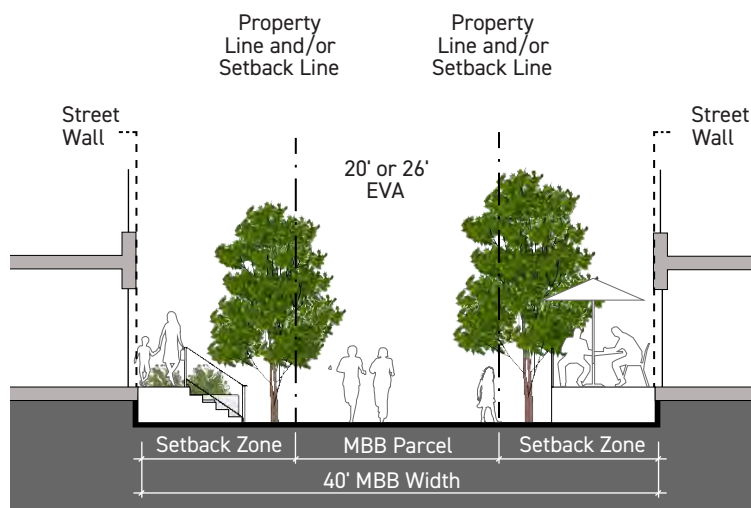 Property
Line and/or
Setback Line
Property
Line and/or
Setback Line
Street
Wall
Street
Wall
20' or 26'
EVA
Setback Zone
MBB Parcel
Setback Zone
40' MBB Width